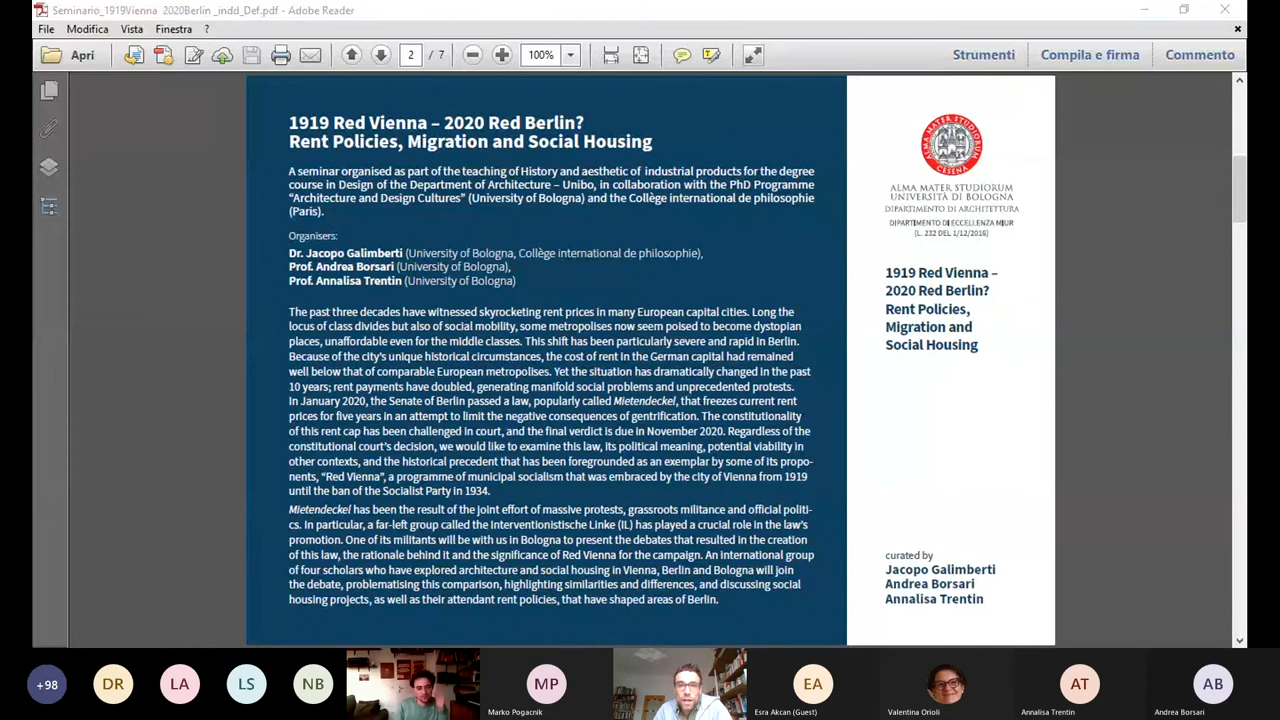 Seminario_1919Vienna 2020Berlin _indd_Def.pdf - Adobe Reader
File Modifica Vista Finestra ?
Apri 2 / 7 100% Strumenti Compila e firma Commento
1919 Red Vienna – 2020 Red Berlin?
Rent Policies, Migration and Social Housing
A seminar organised as part of the teaching of History and aesthetic of industrial products for the degree
course in Design of the Department of Architecture – Unibo, in collaboration with the PhD Programme
“Architecture and Design Cultures” (University of Bologna) and the Collège international de philosophie
(Paris).
Organisers:
Dr. Jacopo Galimberti (University of Bologna, Collège international de philosophie),
Prof. Andrea Borsari (University of Bologna),
Prof. Annalisa Trentin (University of Bologna)
The past three decades have witnessed skyrocketing rent prices in many European capital cities. Long the
locus of class divides but also of social mobility, some metropolises now seem poised to become dystopian
places, unaffordable even for the middle classes. This shift has been particularly severe and rapid in Berlin.
Because of the city’s unique historical circumstances, the cost of rent in the German capital had remained
well below that of comparable European metropolises. Yet the situation has dramatically changed in the past
10 years; rent payments have doubled, generating manifold social problems and unprecedented protests.
In January 2020, the Senate of Berlin passed a law, popularly called Mietendeckel, that freezes current rent
prices for five years in an attempt to limit the negative consequences of gentrification. The constitutionality
of this rent cap has been challenged in court, and the final verdict is due in November 2020. Regardless of the
constitutional court’s decision, we would like to examine this law, its political meaning, potential viability in
other contexts, and the historical precedent that has been foregrounded as an exemplar by some of its propo-
nents, “Red Vienna”, a programme of municipal socialism that was embraced by the city of Vienna from 1919
until the ban of the Socialist Party in 1934.
Mietendeckel has been the result of the joint effort of massive protests, grassroots militance and official politi-
cs. In particular, a far-left group called the Interventionistische Linke (IL) has played a crucial role in the law’s
promotion. One of its militants will be with us in Bologna to present the debates that resulted in the creation
of this law, the rationale behind it and the significance of Red Vienna for the campaign. An international group
of four scholars who have explored architecture and social housing in Vienna, Berlin and Bologna will join
the debate, problematising this comparison, highlighting similarities and differences, and discussing social
housing projects, as well as their attendant rent policies, that have shaped areas of Berlin.
ALMA MATER STUDIORUM
CESENA
ALMA MATER STUDIORUM
UNIVERSITÀ DI BOLOGNA
DIPARTIMENTO DI ARCHITETTURA
DIPARTIMENTO DI ECCELLENZA MIUR
(L. 232 DEL 1/12/2016)
1919 Red Vienna –
2020 Red Berlin?
Rent Policies,
Migration and
Social Housing
curated by
Jacopo Galimberti
Andrea Borsari
Annalisa Trentin
+98 DR LA LS NB MP EA AT AB
Marko Pogacnik Esra Akcan (Guest) Valentina Orioli Annalisa Trentin Andrea Borsari